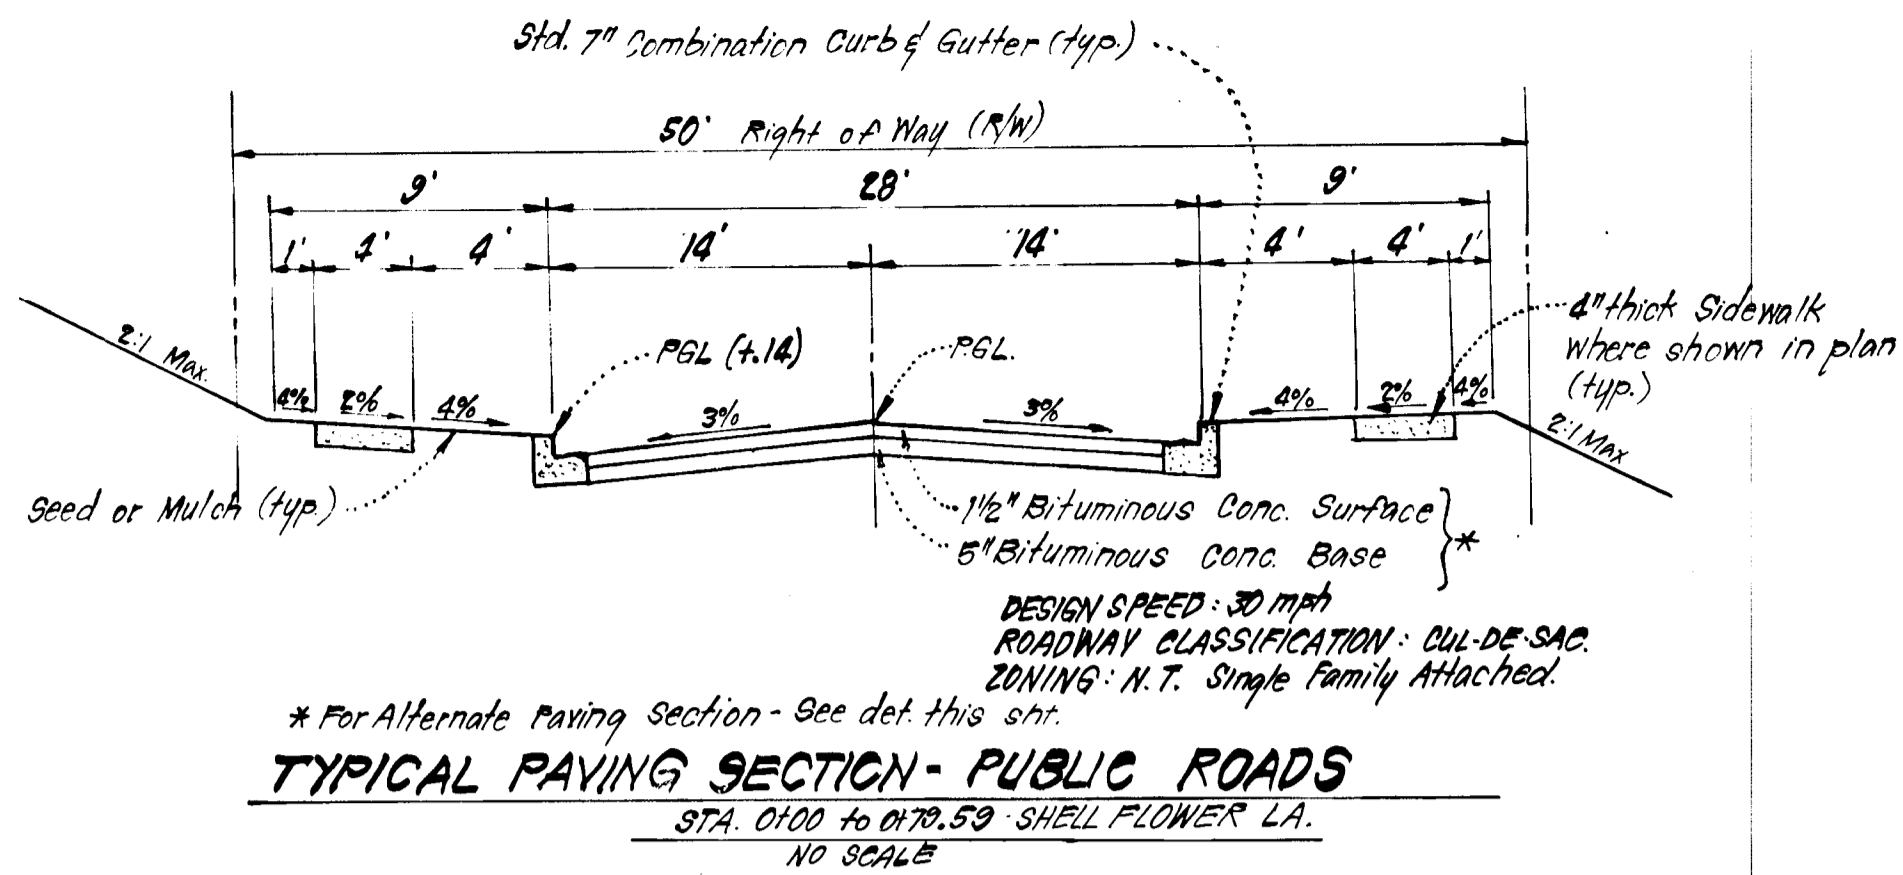 Std. 7" Combination Curb & Gutter (typ.)
50' Right of Way (R/W)
9' 28' 9'
1' 4' 4' 14' 14' 4' 4' 1'
2:1 Max.
PGL (+.14)
PGL.
4" thick Sidewalk
where shown in plan
(typ.)
4% 2% 4% 3% 3% 4% 2% 4%
2:1 Max
Seed or Mulch (typ.)
1½" Bituminous Conc. Surface
5" Bituminous Conc. Base
*
DESIGN SPEED: 30 mph
ROADWAY CLASSIFICATION: CUL-DE-SAC.
ZONING: N.T. Single Family Attached.
* For Alternate Paving Section - See det. this sht.
TYPICAL PAVING SECTION - PUBLIC ROADS
STA. 0+00 to 0+79.59 SHELL FLOWER LA.
NO SCALE